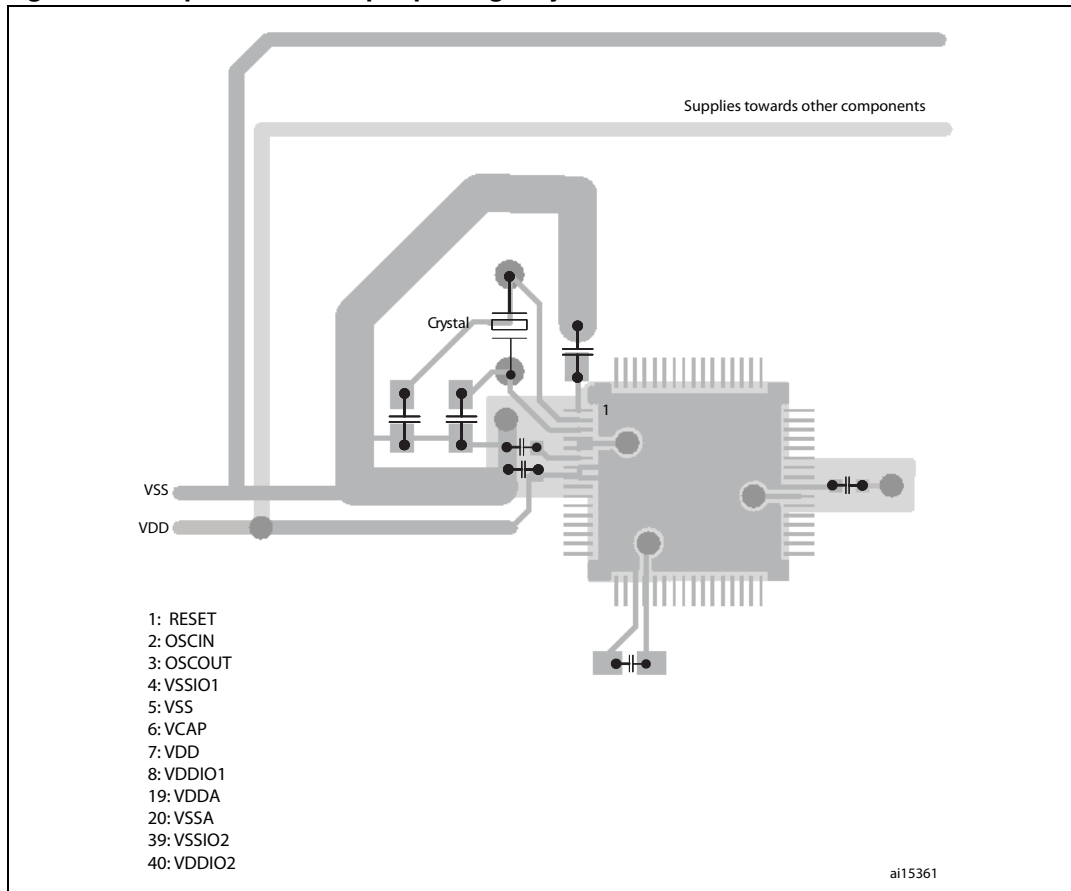 Supplies towards other components
Crystal
1
VSS
VDD
1: RESET
2: OSCIN
3: OSCOUT
4: VSSIO1
5: VSS
6: VCAP
7: VDD
8: VDDIO1
19: VDDA
20: VSSA
39: VSSIO2
40: VDDIO2
ai15361